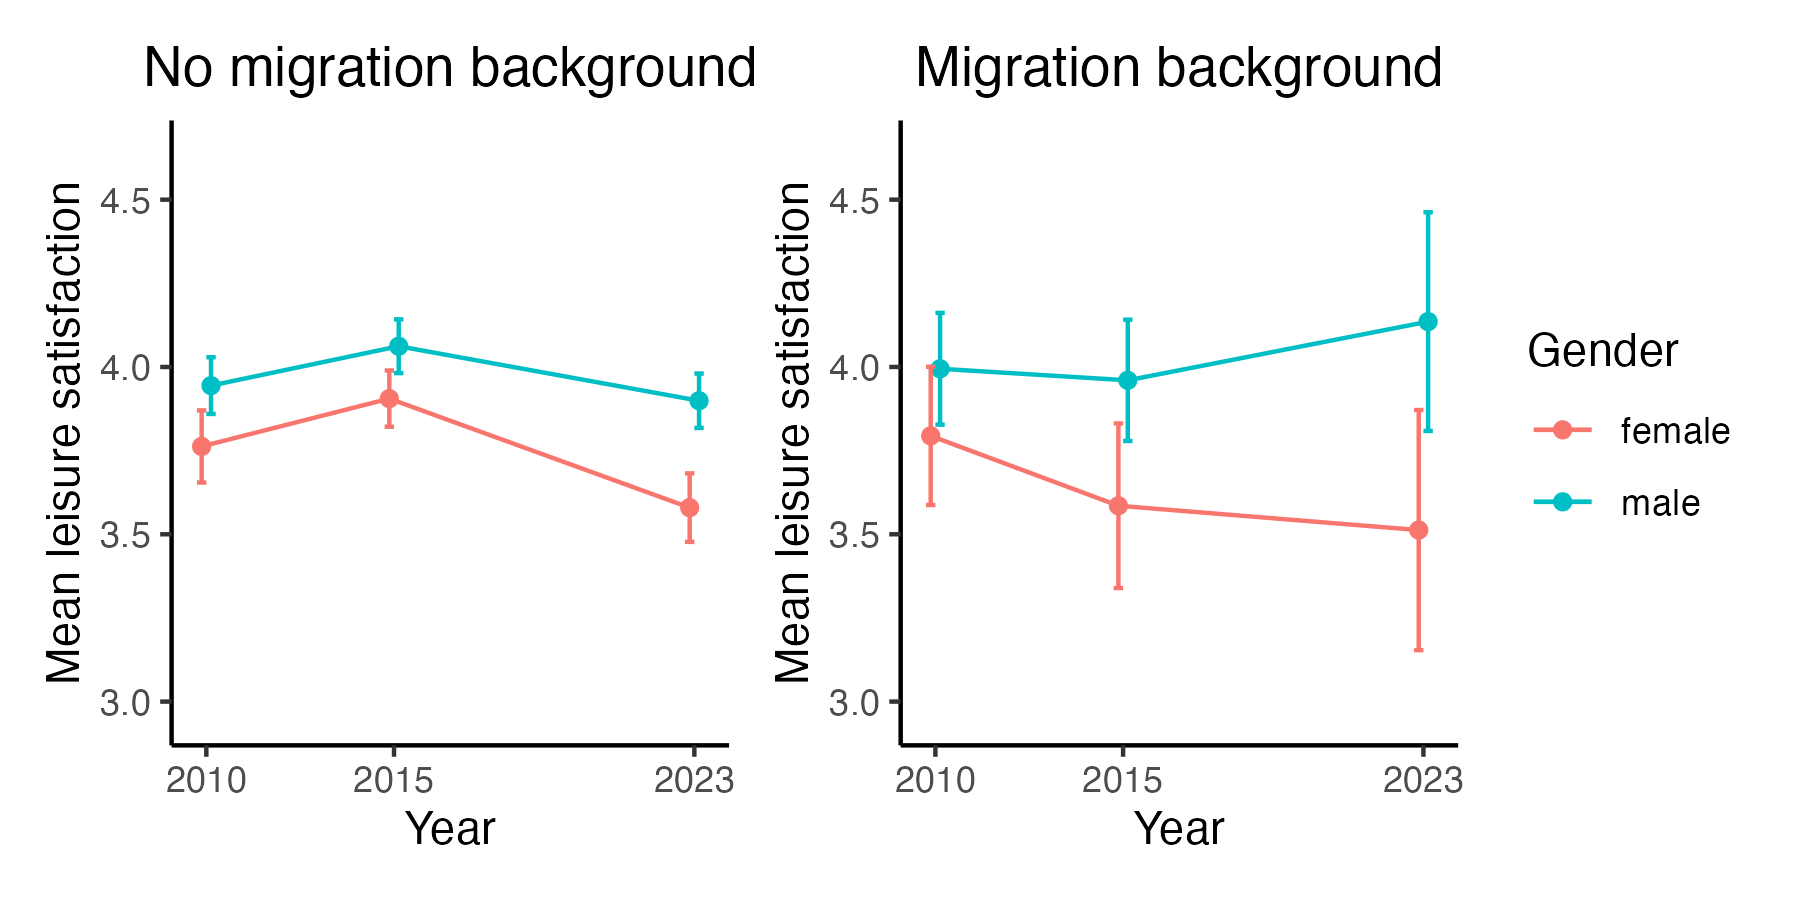 No migration background
Mean leisure satisfaction
4.5
4.0
3.5
3.0
2010 2015 2023
Year
Migration background
Mean leisure satisfaction
4.5
4.0
3.5
3.0
2010 2015 2023
Year
Gender
female
male